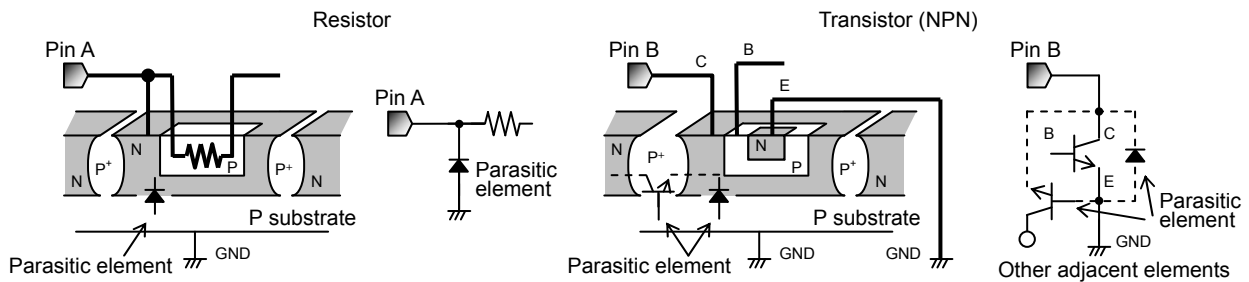 Resistor
Transistor (NPN)
Pin A
Pin B
C
B
E
Pin B
Pin A
N
N
P+
P
P+
N
Parasitic
element
P substrate
GND
Parasitic element
N
P+
N
P
P+
N
P substrate
GND
GND
Parasitic element
B
C
E
Parasitic
element
GND
Other adjacent elements